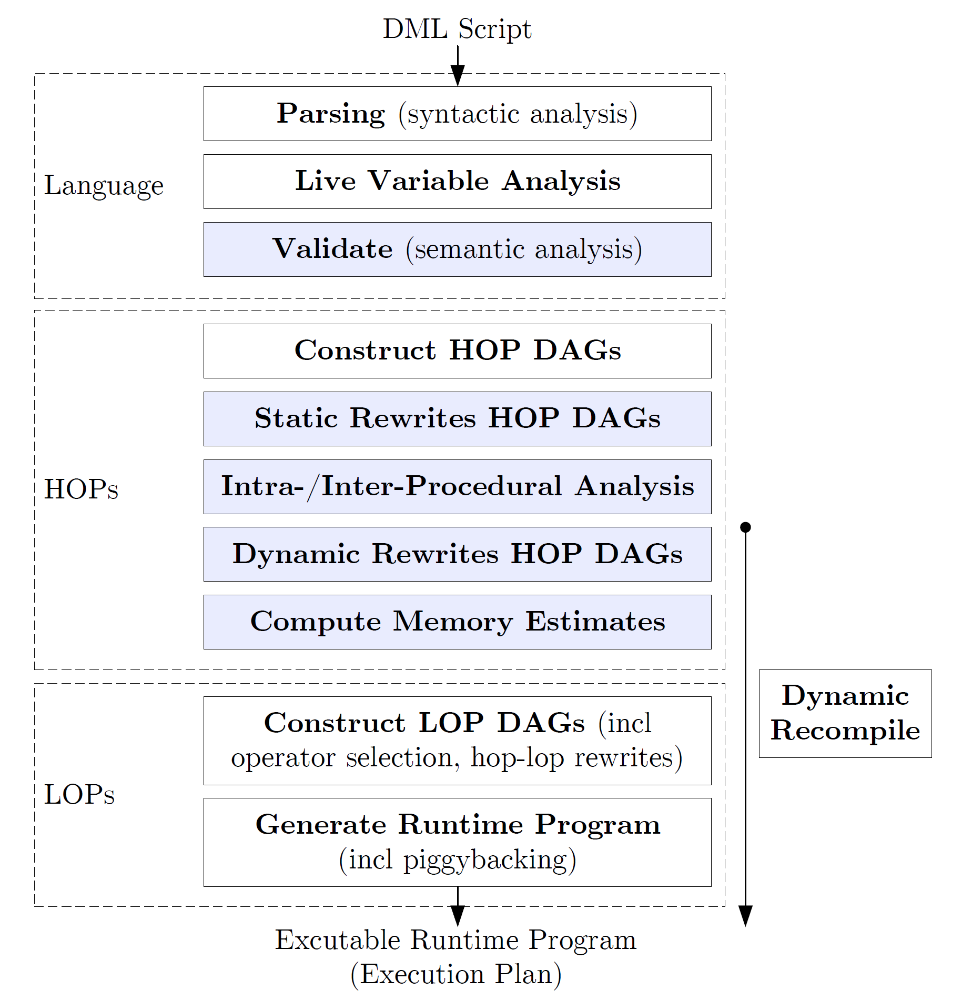 DML Script
Parsing (syntactic analysis)
Live Variable Analysis
Language
Validate (semantic analysis)
Construct HOP DAGs
Static Rewrites HOP DAGs
Intra-/Inter-Procedural Analysis
HOPs
Dynamic Rewrites HOP DAGs
Compute Memory Estimates
Construct LOP DAGs (incl
operator selection, hop-lop rewrites)
LOPs
Generate Runtime Program
(incl piggybacking)
Dynamic
Recompile
Excutable Runtime Program
(Execution Plan)